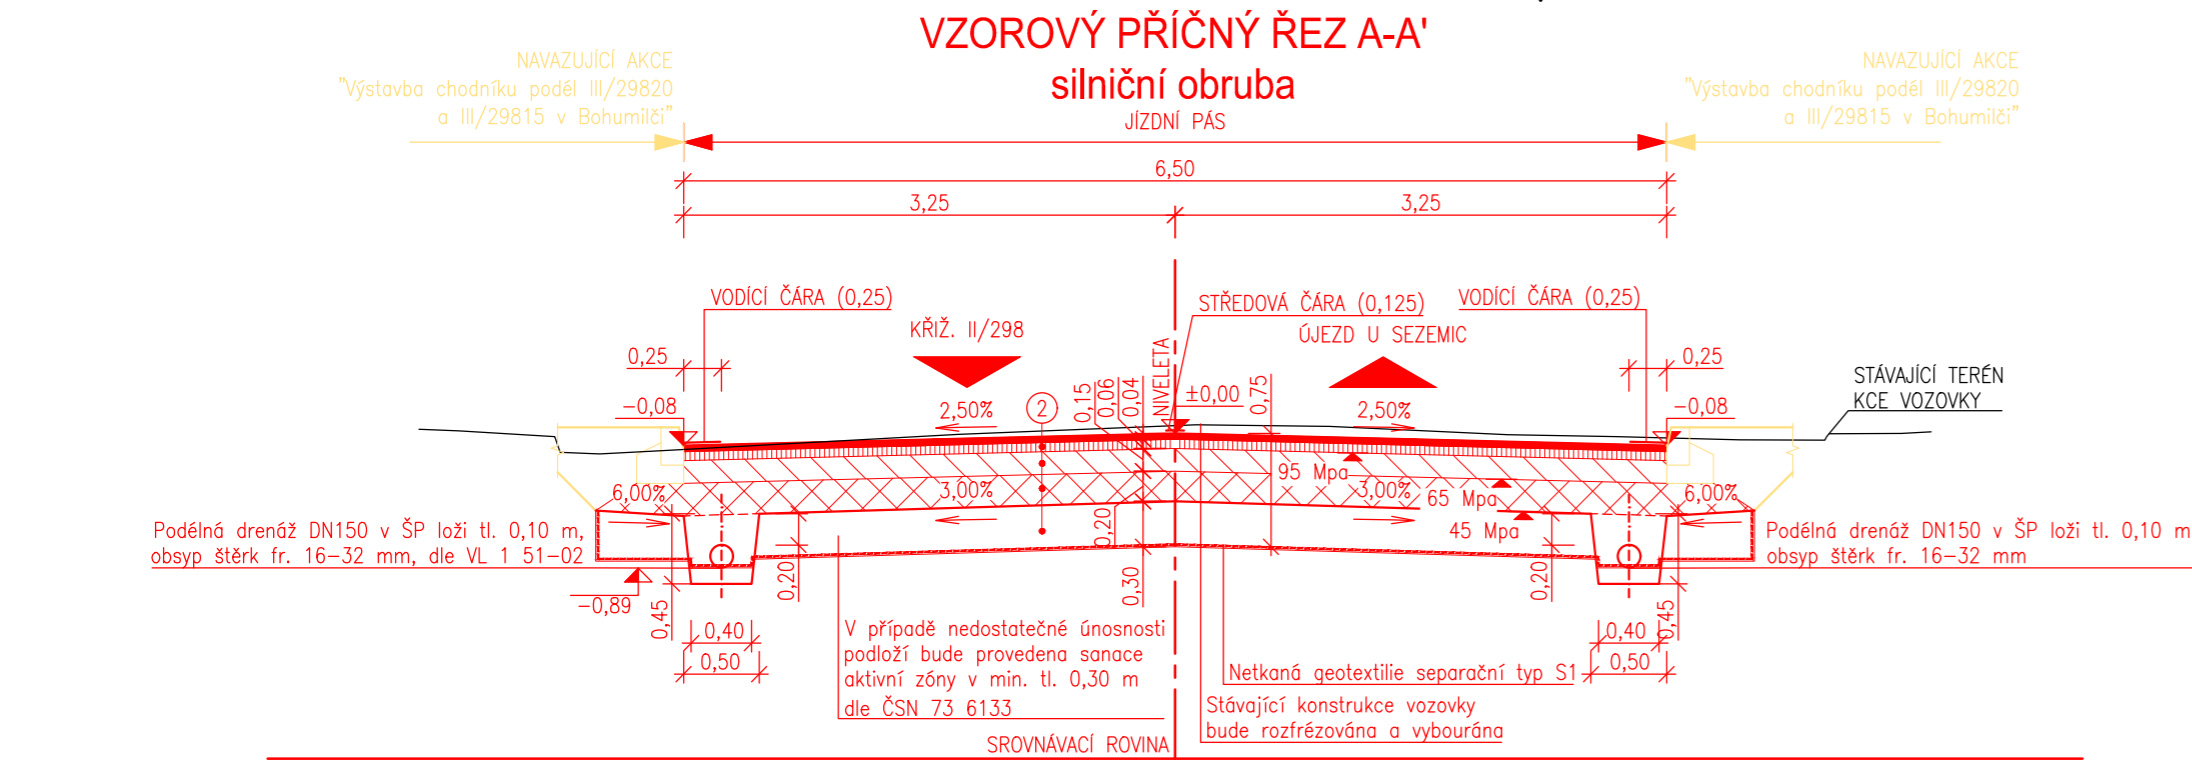 VZOROVÝ PŘÍČNÝ ŘEZ A-A'
silniční obruba
NAVAZUJÍCÍ AKCE
"Výstavba chodníku podél III/29820
a III/29815 v Bohumilči"
NAVAZUJÍCÍ AKCE
"Výstavba chodníku podél III/29820
a III/29815 v Bohumilči"
JÍZDNÍ PÁS
6,50
3,25
3,25
VODÍCÍ ČÁRA (0,25)
STŘEDOVÁ ČÁRA (0,125)
VODÍCÍ ČÁRA (0,25)
KŘIŽ. II/298
ÚJEZD U SEZEMIC
0,25
0,25
NIVELETA
STÁVAJÍCÍ TERÉN
KCE VOZOVKY
-0,08
2,50%
2
0,15
0,06
0,04
±0,00
0,75
2,50%
-0,08
95 Mpa
6,00%
3,00%
3,00%
65 Mpa
6,00%
45 Mpa
0,20
Podélná drenáž DN150 v ŠP loži tl. 0,10 m,
obsyp štěrk fr. 16-32 mm, dle VL 1 51-02
Podélná drenáž DN150 v ŠP loži tl. 0,10 m
obsyp štěrk fr. 16-32 mm
-0,89
0,45
0,20
0,30
0,20
0,45
0,40
0,50
0,40
0,50
V případě nedostatečné únosnosti
podloží bude provedena sanace
aktivní zóny v min. tl. 0,30 m
dle ČSN 73 6133
Netkaná geotextilie separační typ S1
Stávající konstrukce vozovky
bude rozfrézována a vybourána
SROVNÁVACÍ ROVINA